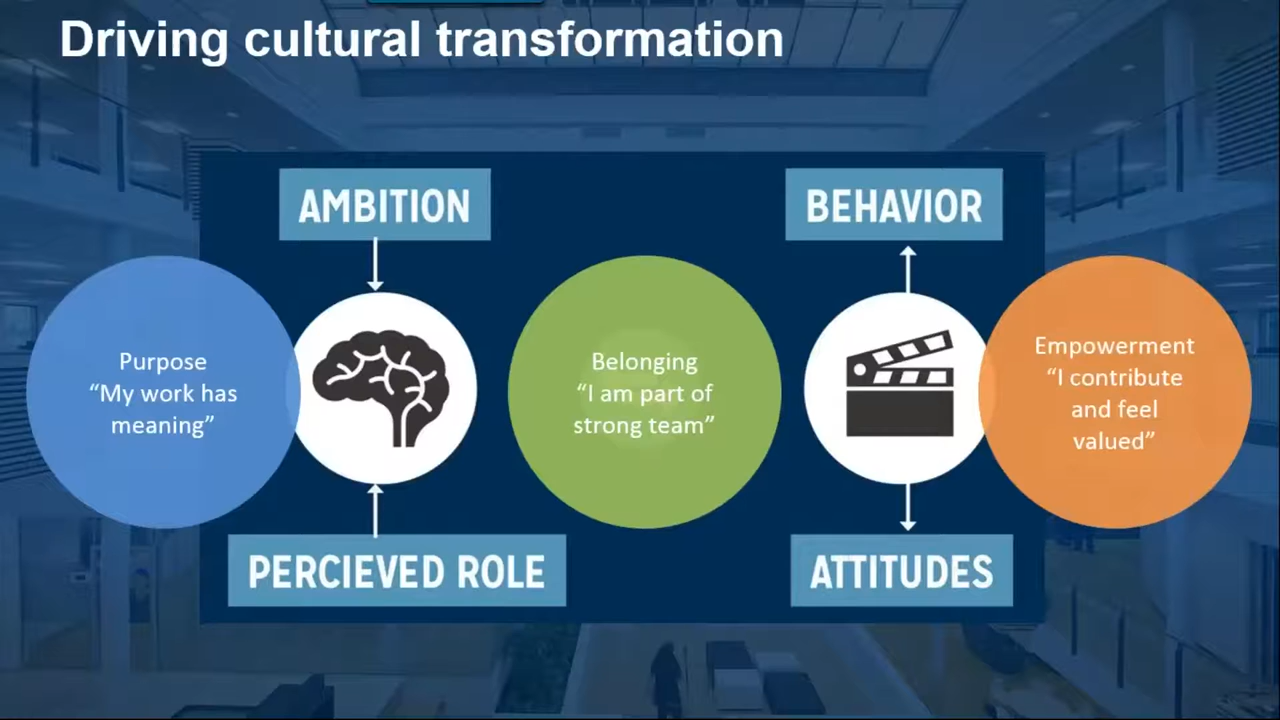 Driving cultural transformation
AMBITION
BEHAVIOR
Purpose
“My work has
meaning”
Belonging
“I am part of
strong team”
Empowerment
“I contribute
and feel
valued”
PERCIEVED ROLE
ATTITUDES